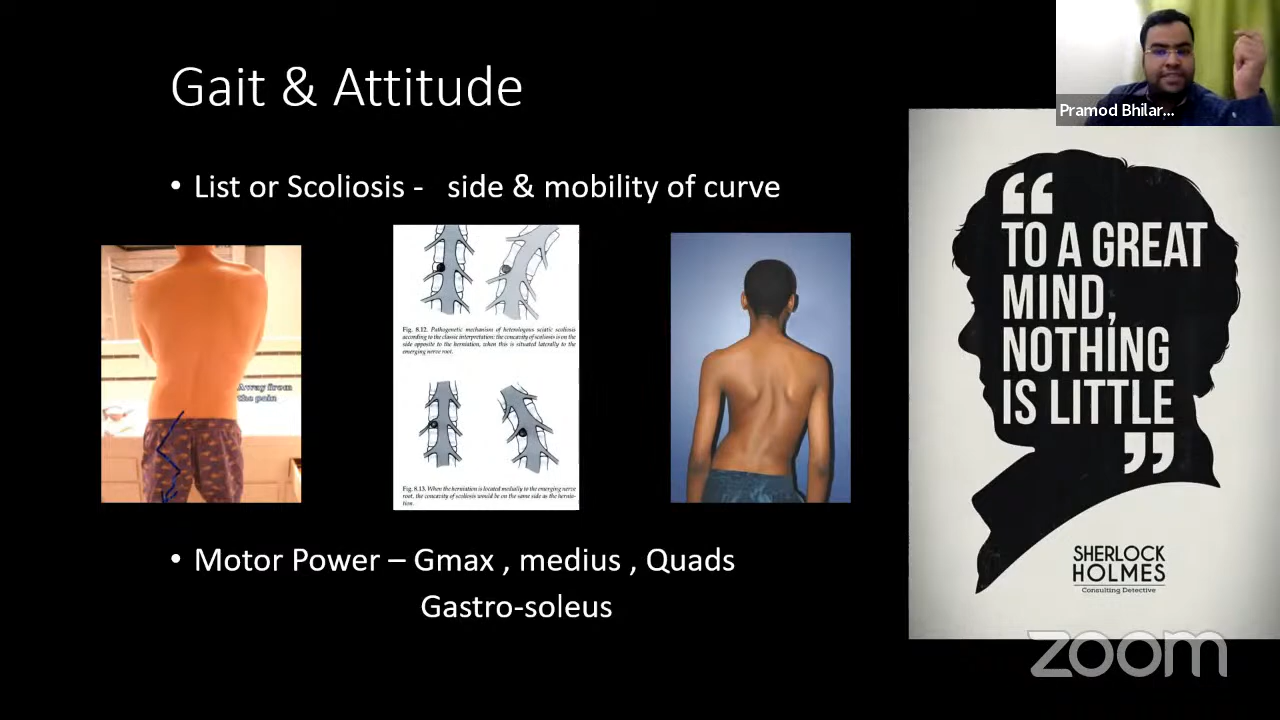 Gait & Attitude
Pramod Bhilar...
• List or Scoliosis - side & mobility of curve
Away from
the pain
Fig. 8.12. Pathogenetic mechanism of heterologous sciatic scoliosis
according to the classic interpretation: the concavity of scoliosis is on the
side opposite to the herniation, when this is situated laterally to the
emerging nerve root.
Fig. 8.13. When the herniation is located medially to the emerging nerve
root, the concavity of scoliosis would be on the same side as the hernia-
tion.
“
TO A GREAT
MIND,
NOTHING
IS LITTLE
”
SHERLOCK
HOLMES
Consulting Detective
• Motor Power – Gmax , medius , Quads
Gastro-soleus
zoom